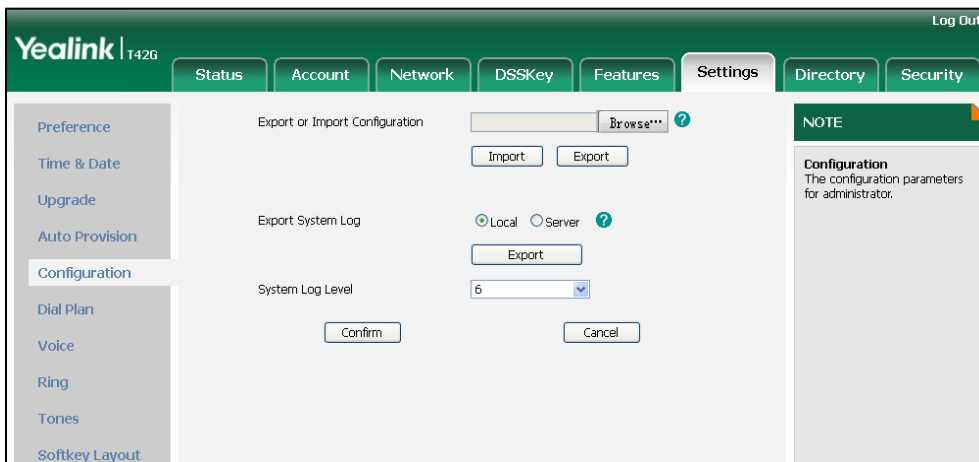 Log Out
Yealink T42G
Status Account Network DSSKey Features Settings Directory Security
Preference
Time & Date
Upgrade
Auto Provision
Configuration
Dial Plan
Voice
Ring
Tones
Softkey Layout
Export or Import Configuration Browse... ?
Import Export
Export System Log Local Server ?
Export
System Log Level 6
Confirm Cancel
NOTE
Configuration
The configuration parameters
for administrator.